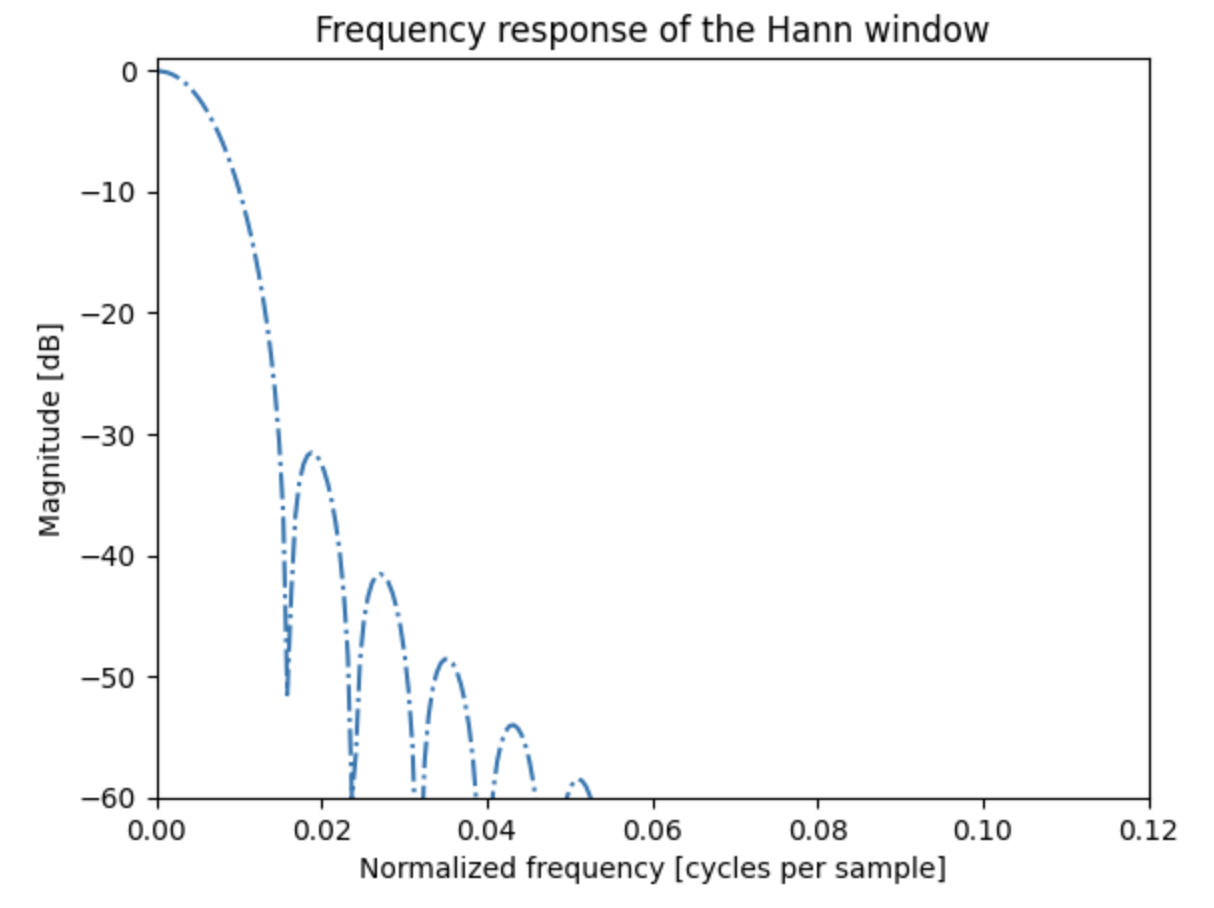 Frequency response of the Hann window
0
−10
−20
−30
−40
−50
−60
Magnitude [dB]
0.00 0.02 0.04 0.06 0.08 0.10 0.12
Normalized frequency [cycles per sample]